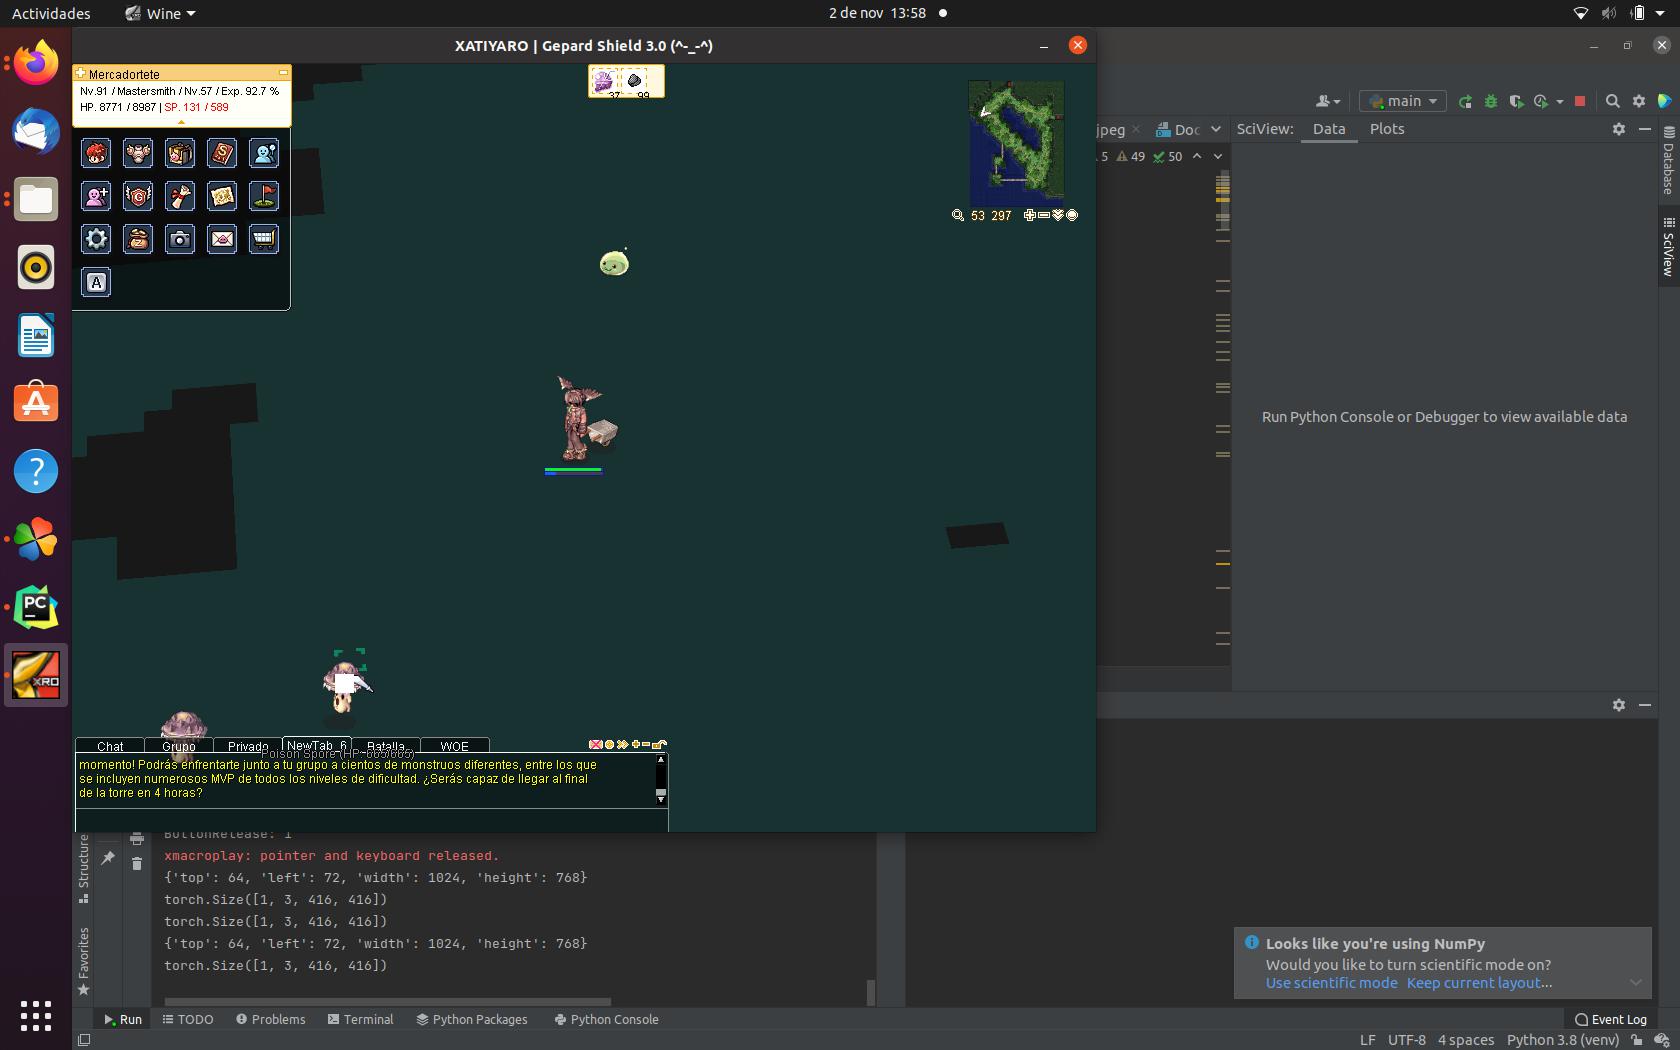 Actividades
Wine
2 de nov 13:58
XATIYARO | Gepard Shield 3.0 (^-_-^)
Mercadortete
Nv.91 / Mastersmith / Nv.57 / Exp. 92.7 %
HP. 8771 / 8987 | SP. 131 / 589
37 99
A
53 297
main
jpeg
Doc
SciView: Data Plots
5 49 50
Database
SciView
Run Python Console or Debugger to view available data
PC
XRO
Chat Grupo Privado NewTab_6 Batalla WOE
Poison Spore (HP: 665/665)
momento! Podrás enfrentarte junto a tu grupo a cientos de monstruos diferentes, entre los que
se incluyen numerosos MVP de todos los niveles de dificultad. ¿Serás capaz de llegar al final
de la torre en 4 horas?
ButtonRelease: 1
xmacroplay: pointer and keyboard released.
{'top': 64, 'left': 72, 'width': 1024, 'height': 768}
torch.Size([1, 3, 416, 416])
torch.Size([1, 3, 416, 416])
{'top': 64, 'left': 72, 'width': 1024, 'height': 768}
torch.Size([1, 3, 416, 416])
Structure
Favorites
Looks like you're using NumPy
Would you like to turn scientific mode on?
Use scientific mode Keep current layout...
Run TODO Problems Terminal Python Packages Python Console
Event Log
LF UTF-8 4 spaces Python 3.8 (venv)